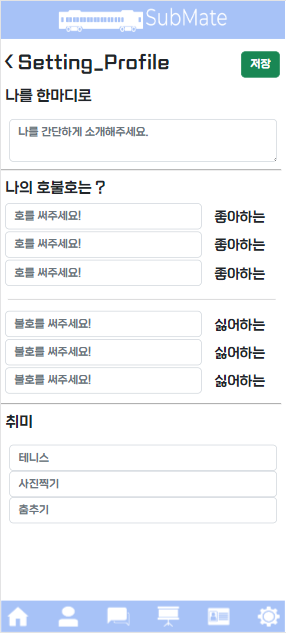 SubMate
Setting_Profile
저장
나를 한마디로
나를 간단하게 소개해주세요.
나의 호불호는 ?
호를 써주세요! 좋아하는
호를 써주세요! 좋아하는
호를 써주세요! 좋아하는
불호를 써주세요! 싫어하는
불호를 써주세요! 싫어하는
불호를 써주세요! 싫어하는
취미
테니스
사진찍기
춤추기